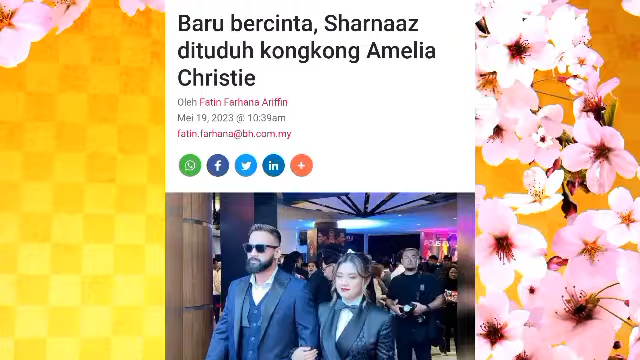 Baru bercinta, Sharnaaz
dituduh kongkong Amelia
Christie
Oleh Fatin Farhana Ariffin
Mei 19, 2023 @ 10:39am
fatin.farhana@bh.com.my